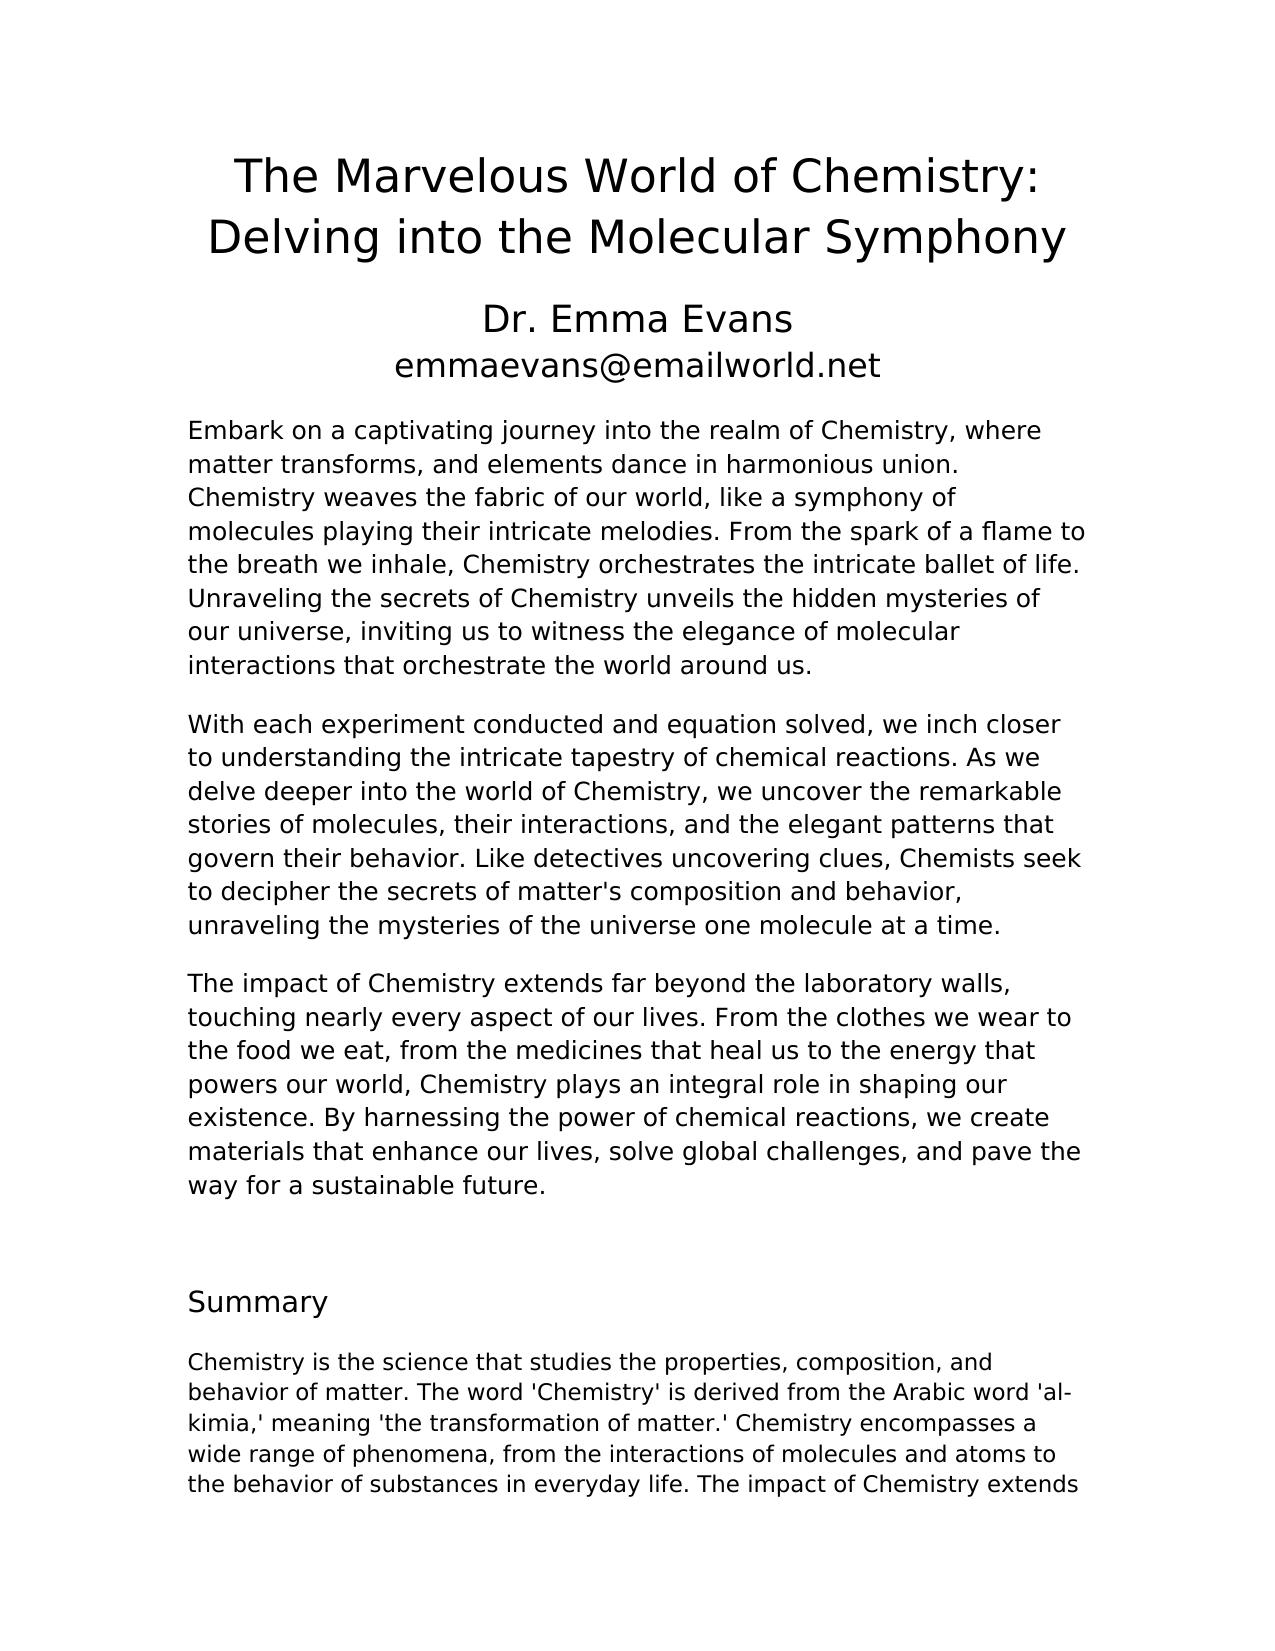 The Marvelous World of Chemistry:
Delving into the Molecular Symphony
Dr. Emma Evans
emmaevans@emailworld.net
Embark on a captivating journey into the realm of Chemistry, where
matter transforms, and elements dance in harmonious union.
Chemistry weaves the fabric of our world, like a symphony of
molecules playing their intricate melodies. From the spark of a flame to
the breath we inhale, Chemistry orchestrates the intricate ballet of life.
Unraveling the secrets of Chemistry unveils the hidden mysteries of
our universe, inviting us to witness the elegance of molecular
interactions that orchestrate the world around us.
With each experiment conducted and equation solved, we inch closer
to understanding the intricate tapestry of chemical reactions. As we
delve deeper into the world of Chemistry, we uncover the remarkable
stories of molecules, their interactions, and the elegant patterns that
govern their behavior. Like detectives uncovering clues, Chemists seek
to decipher the secrets of matter's composition and behavior,
unraveling the mysteries of the universe one molecule at a time.
The impact of Chemistry extends far beyond the laboratory walls,
touching nearly every aspect of our lives. From the clothes we wear to
the food we eat, from the medicines that heal us to the energy that
powers our world, Chemistry plays an integral role in shaping our
existence. By harnessing the power of chemical reactions, we create
materials that enhance our lives, solve global challenges, and pave the
way for a sustainable future.
Summary
Chemistry is the science that studies the properties, composition, and
behavior of matter. The word 'Chemistry' is derived from the Arabic word 'al-
kimia,' meaning 'the transformation of matter.' Chemistry encompasses a
wide range of phenomena, from the interactions of molecules and atoms to
the behavior of substances in everyday life. The impact of Chemistry extends